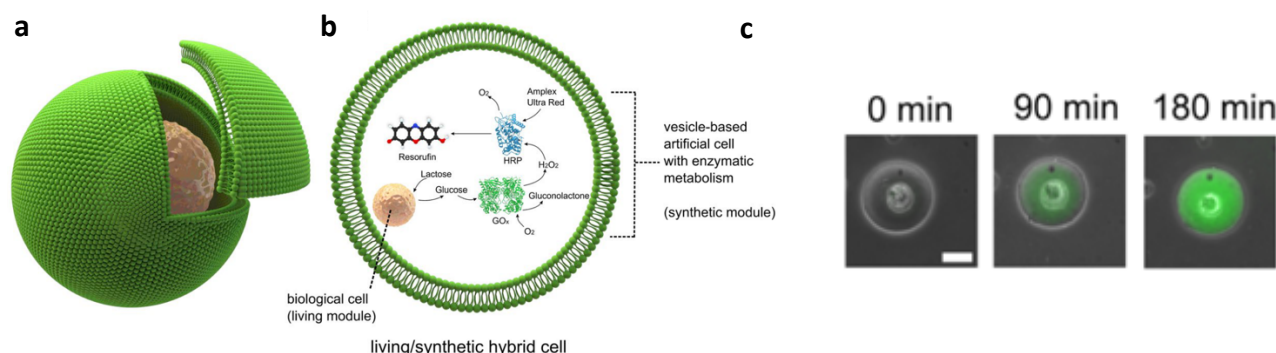 a
b
c
O₂
Amplex
Ultra Red
Resorufin
HRP
H₂O₂
Lactose
Glucose
Gluconolactone
GOₓ
O₂
vesicle-based
artificial cell
with enzymatic
metabolism
(synthetic module)
biological cell
(living module)
living/synthetic hybrid cell
0 min
90 min
180 min